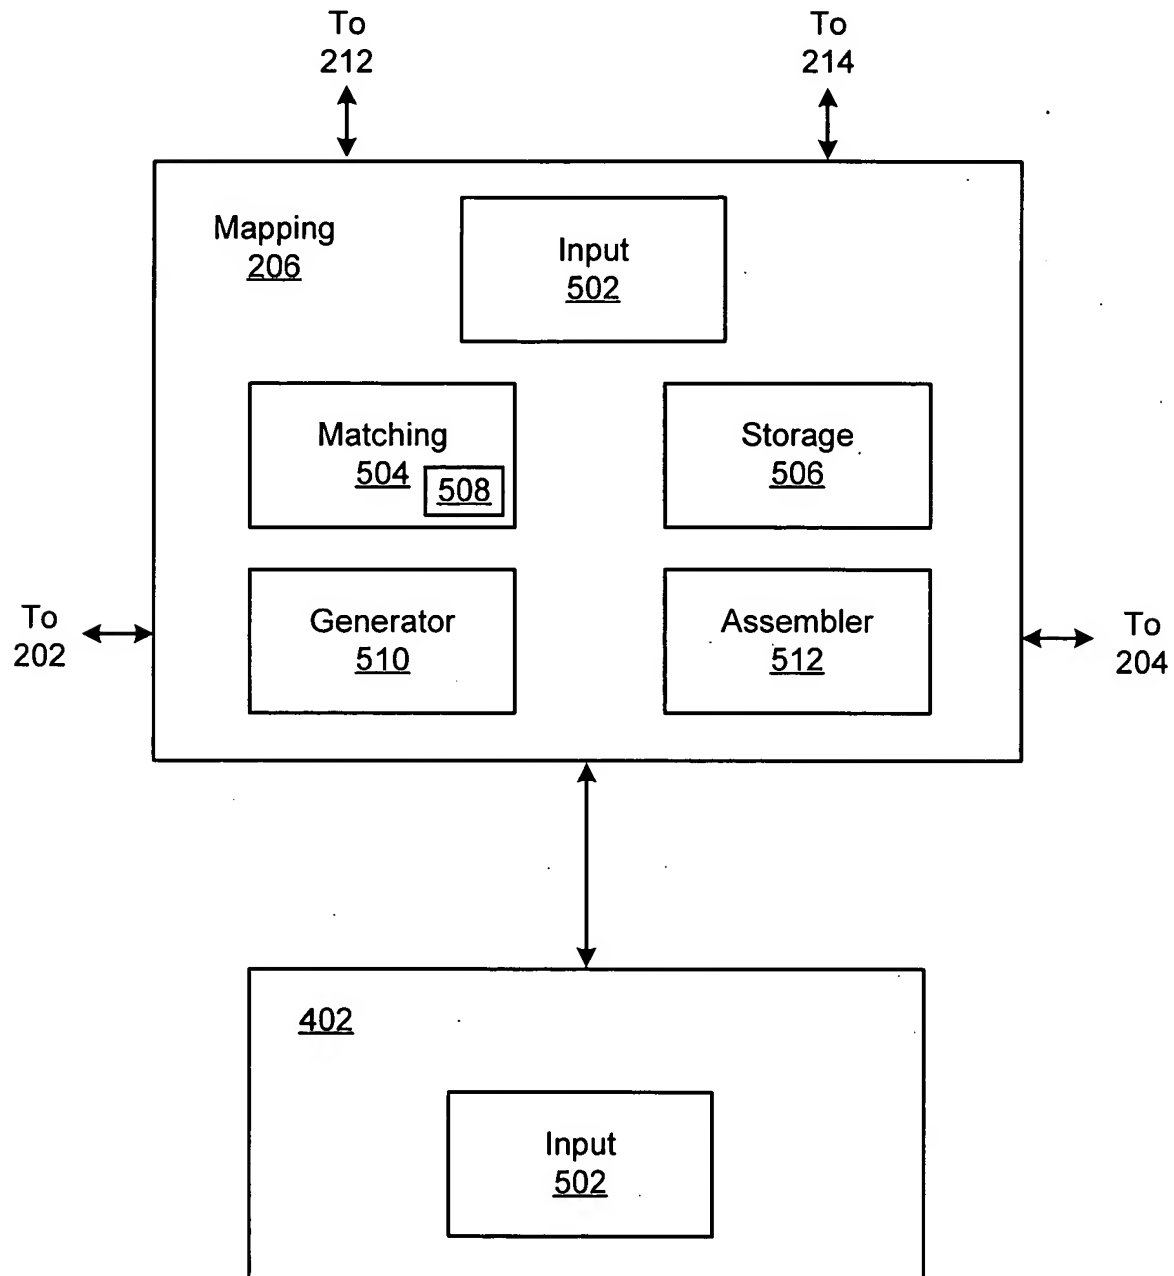 To
212
To
214
Mapping
206
Input
502
Matching
504
508
Storage
506
Generator
510
Assembler
512
To
202
To
204
402
Input
502